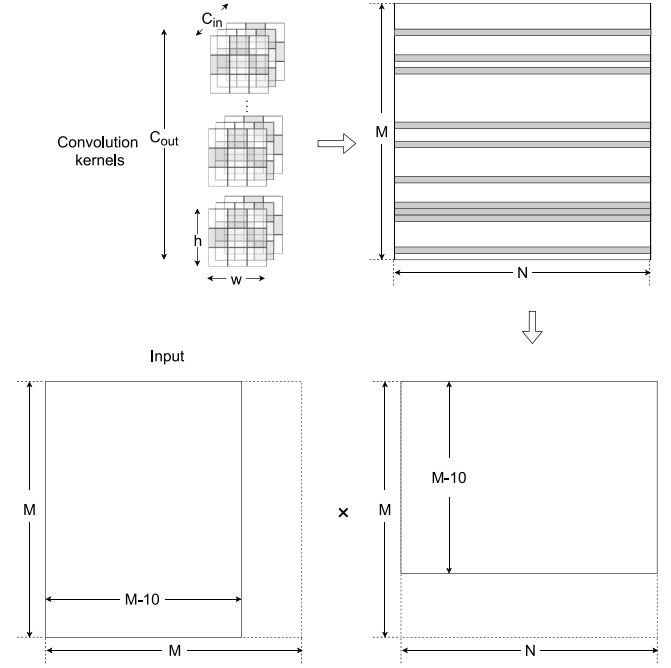 C_in
Convolution
kernels
C_out
⋮
h
w
M
N
Input
M
M-10
M
×
M
M-10
N